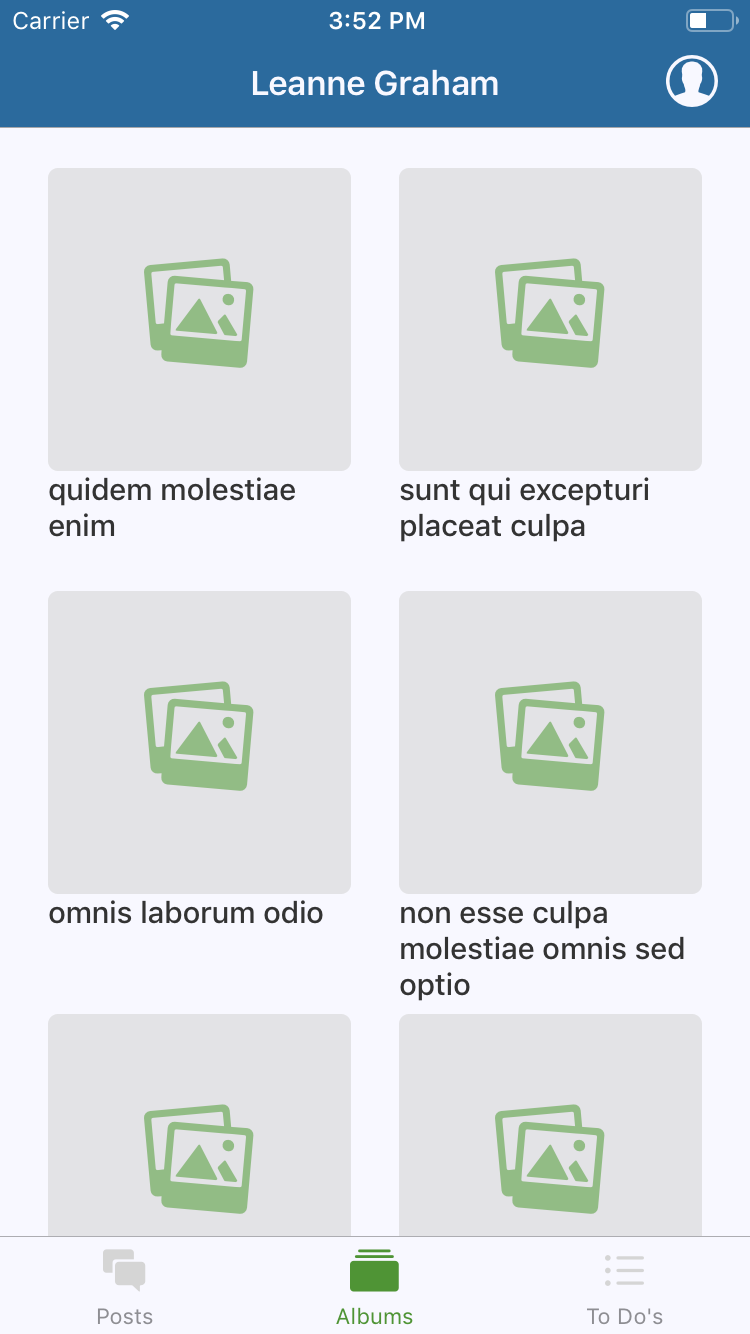 Carrier 3:52 PM
Leanne Graham
quidem molestiae
enim
sunt qui excepturi
placeat culpa
omnis laborum odio
non esse culpa
molestiae omnis sed
optio
Posts Albums To Do's